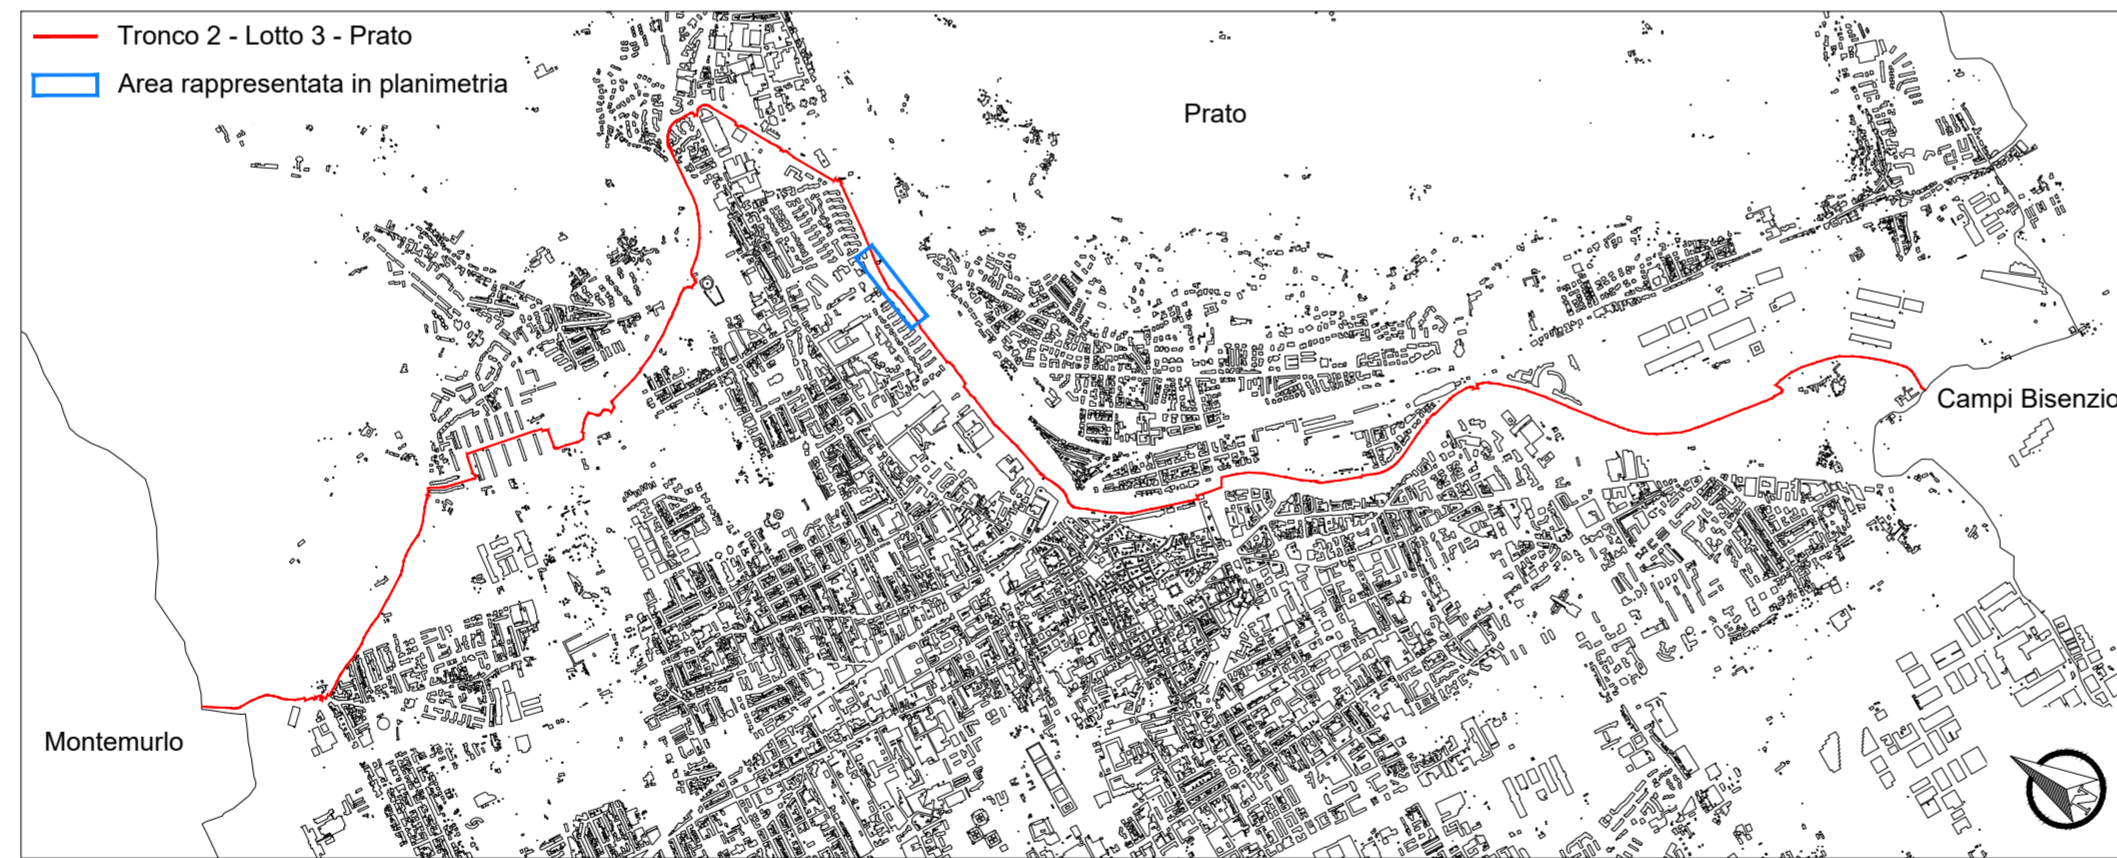 Tronco 2 - Lotto 3 - Prato
Area rappresentata in planimetria
Prato
Campi Bisenzio
Montemurlo
N